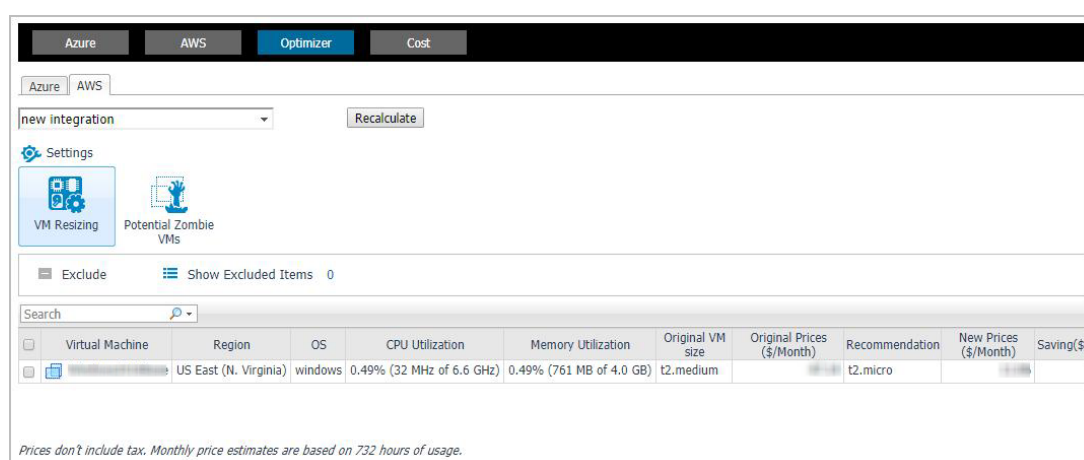 Azure AWS Optimizer Cost
Azure AWS
new integration Recalculate
Settings
VM Resizing Potential Zombie
VMs
Exclude Show Excluded Items 0
Search
Virtual Machine Region OS CPU Utilization Memory Utilization Original VM size Original Prices ($/Month) Recommendation New Prices ($/Month) Saving($
US East (N. Virginia) windows 0.49% (32 MHz of 6.6 GHz) 0.49% (761 MB of 4.0 GB) t2.medium t2.micro
Prices don't include tax. Monthly price estimates are based on 732 hours of usage.